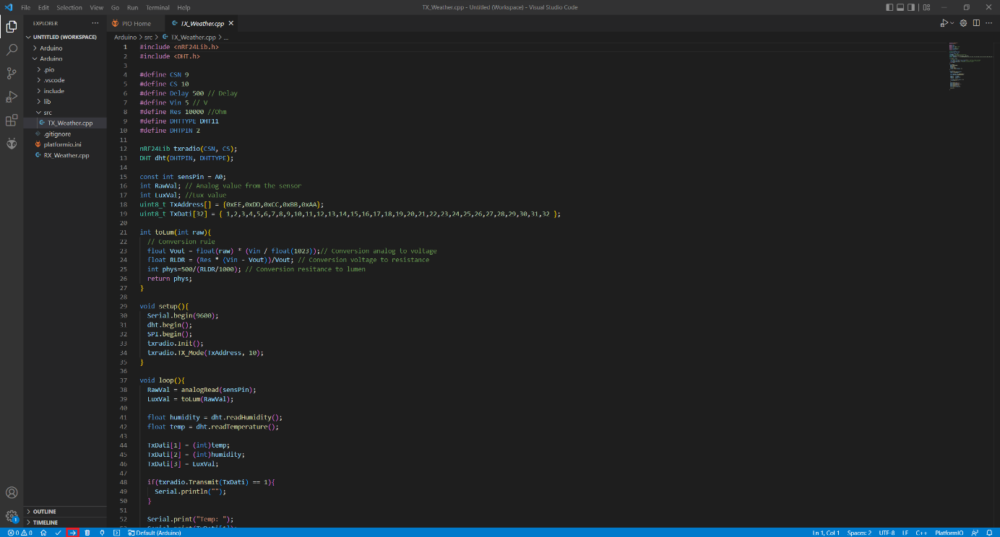 File Edit Selection View Go Run Terminal Help TX_Weather.cpp - Untitled (Workspace) - Visual Studio Code
EXPLORER ···
PIO Home
TX_Weather.cpp
UNTITLED (WORKSPACE)
Arduino
Arduino
.pio
.vscode
include
lib
src
TX_Weather.cpp
.gitignore
platformio.ini
RX_Weather.cpp
OUTLINE
TIMELINE
Arduino > src > TX_Weather.cpp > ...
1 #include <nRF24Lib.h>
2 #include <DHT.h>
3
4 #define CSN 9
5 #define CS 10
6 #define Delay 500 // Delay
7 #define Vin 5 // V
8 #define Res 10000 //Ohm
9 #define DHTTYPE DHT11
10 #define DHTPIN 2
11
12 nRF24Lib txradio(CSN, CS);
13 DHT dht(DHTPIN, DHTTYPE);
14
15 const int sensPin = A0;
16 int RawVal; // Analog value from the sensor
17 int LuxVal; //Lux value
18 uint8_t TxAddress[] = {0xEE,0xDD,0xCC,0xBB,0xAA};
19 uint8_t TxDati[32] = { 1,2,3,4,5,6,7,8,9,10,11,12,13,14,15,16,17,18,19,20,21,22,23,24,25,26,27,28,29,30,31,32 };
20
21 int toLum(int raw){
22 // Conversion rule
23 float Vout = float(raw) * (Vin / float(1023));// Conversion analog to voltage
24 float RLDR = (Res * (Vin - Vout))/Vout; // Conversion voltage to resistance
25 int phys=500/(RLDR/1000); // Conversion resitance to lumen
26 return phys;
27 }
28
29 void setup(){
30 Serial.begin(9600);
31 dht.begin();
32 SPI.begin();
33 txradio.Init();
34 txradio.TX_Mode(TxAddress, 10);
35 }
36
37 void loop(){
38 RawVal = analogRead(sensPin);
39 LuxVal = toLum(RawVal);
40
41 float humidity = dht.readHumidity();
42 float temp = dht.readTemperature();
43
44 TxDati[1] = (int)temp;
45 TxDati[2] = (int)humidity;
46 TxDati[3] = LuxVal;
47
48 if(txradio.Transmit(TxDati) == 1){
49 Serial.println("");
50 }
51
52 Serial.print("Temp: ");
1
0 0 Default (Arduino) Ln 1, Col 1 Spaces: 2 UTF-8 LF C++ PlatformIO